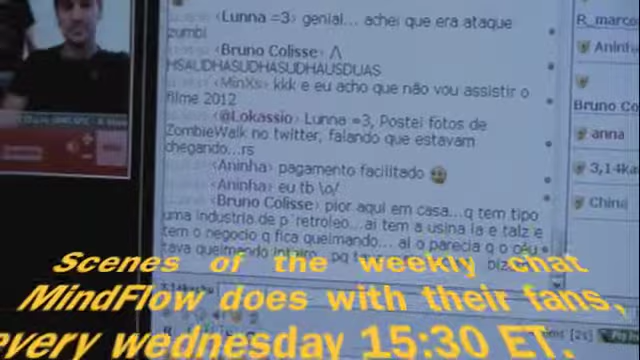 ‹Lunna =3› genial... achei que era ataque
zumbi
‹Bruno Colisse› /\
HSAUDHASUDHASUDHAUSDUAS
‹MinXs› kkk e eu acho que não vou assistir o
filme 2012
‹@Lokassio› Lunna =3, Postei fotos de
ZombieWalk no twitter, falando que estavam
chegando...rs
‹Aninha› pagamento facilitado
‹Aninha› eu tb \o/
‹Bruno Colisse› pior aqui em casa...q tem tipo
uma industria de p´retroleo...ai tem a usina la e talz e
tem o negocio q fica queimando... ai o parecia q o céu
tava queimando
R_marco
Aninh
Bruno Co
anna
3,14ka
Chine
Scenes of the weekly chat
MindFlow does with their fans,
every wednesday 15:30 ET